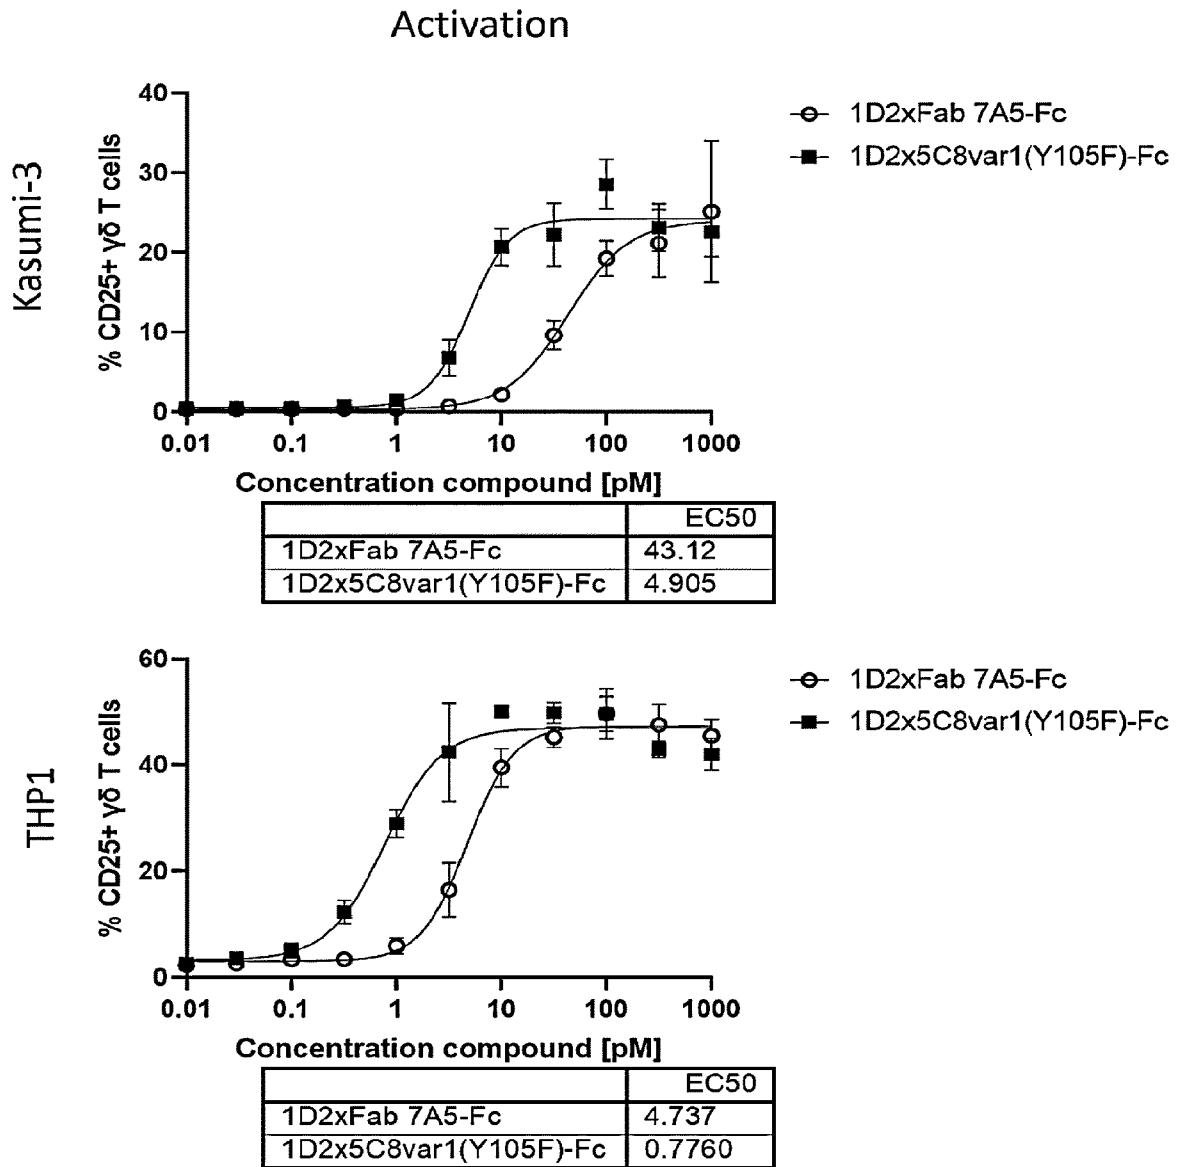 Activation
Kasumi-3
% CD25+ γδ T cells
40
30
20
10
0
0.01 0.1 1 10 100 1000
Concentration compound [pM]
1D2xFab 7A5-Fc
1D2x5C8var1(Y105F)-Fc
EC50
1D2xFab 7A5-Fc 43.12
1D2x5C8var1(Y105F)-Fc 4.905
THP1
% CD25+ γδ T cells
60
40
20
0
0.01 0.1 1 10 100 1000
Concentration compound [pM]
1D2xFab 7A5-Fc
1D2x5C8var1(Y105F)-Fc
EC50
1D2xFab 7A5-Fc 4.737
1D2x5C8var1(Y105F)-Fc 0.7760